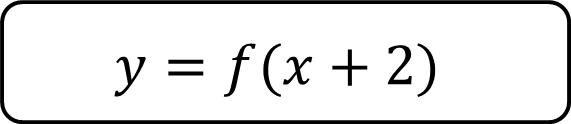 y = f(x + 2)